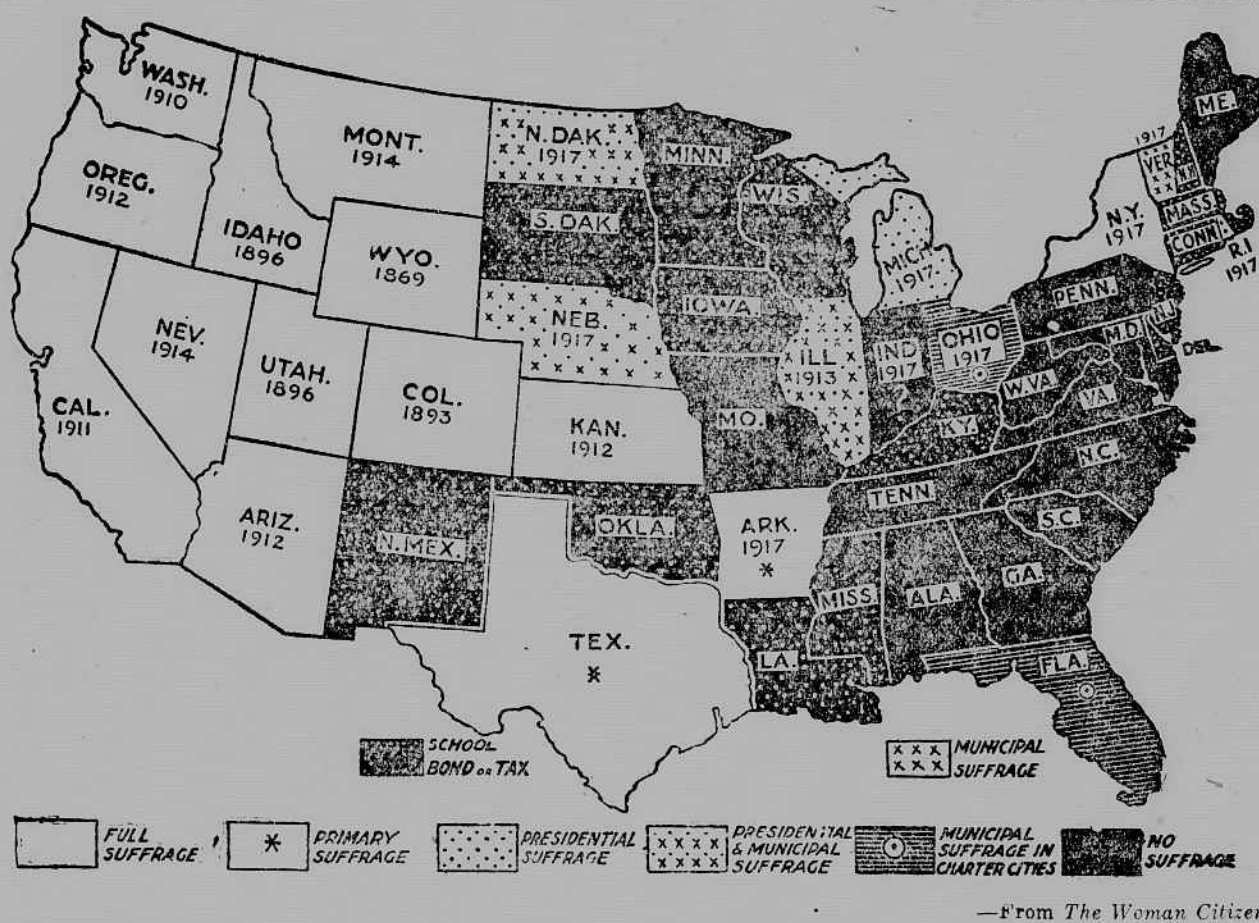 WASH.
1910
OREG.
1912
IDAHO
1896
MONT.
1914
WYO.
1869
NEV.
1914
UTAH.
1896
COL.
1893
CAL.
1911
ARIZ.
1912
N.MEX.
N.DAK.
1917
S.DAK.
NEB.
1917
KAN.
1912
OKLA.
TEX.
*
MINN.
WIS.
IOWA.
MO.
ILL
1913
MICH.
1917.
IND
1917
OHIO
1917
KY.
TENN.
ARK.
1917
*
LA.
MISS.
ALA.
GA.
FLA.
S.C.
N.C.
VA.
W.VA.
M.D.
DEL.
N.J.
PENN.
N.Y.
1917
1917
VER.
N.H.
ME.
MASS.
CONN.
R.I.
1917
SCHOOL
BOND OR TAX
MUNICIPAL
SUFFRAGE
FULL
SUFFRAGE
* PRIMARY
SUFFRAGE
PRESIDENTIAL
SUFFRAGE
PRESIDENTIAL
& MUNICIPAL
SUFFRAGE
MUNICIPAL
SUFFRAGE IN
CHARTER CITIES
NO
SUFFRAGE
—From The Woman Citizen